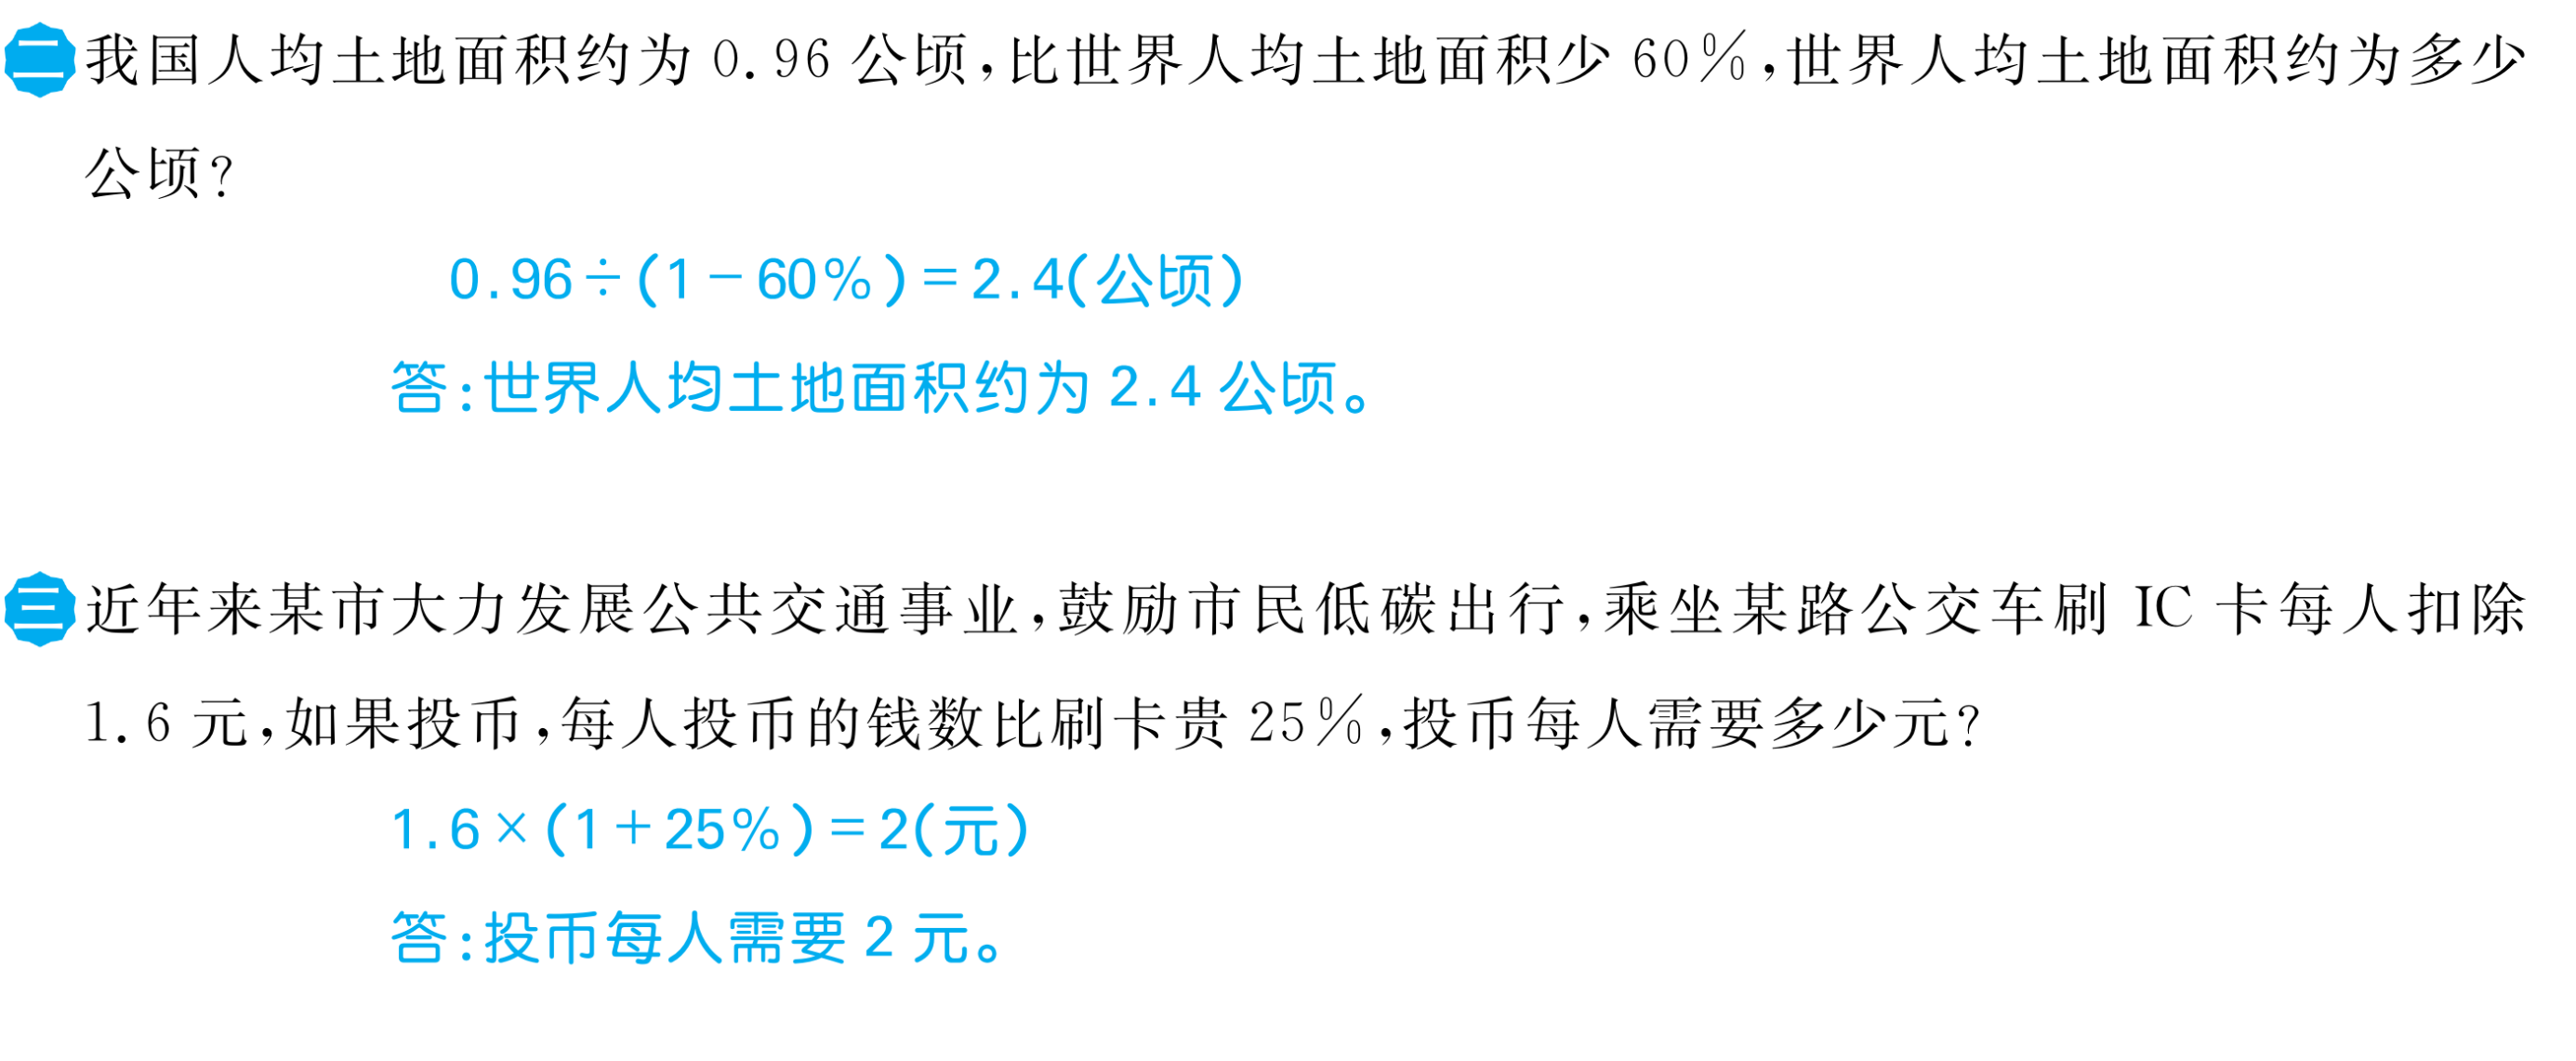 二 我国人均土地面积约为 0.96 公顷,比世界人均土地面积少 60%,世界人均土地面积约为多少
公顷?
0.96÷(1-60%)=2.4(公顷)
答:世界人均土地面积约为 2.4 公顷。
三 近年来某市大力发展公共交通事业,鼓励市民低碳出行,乘坐某路公交车刷 IC 卡每人扣除
1.6 元,如果投币,每人投币的钱数比刷卡贵 25%,投币每人需要多少元?
1.6×(1+25%)=2(元)
答:投币每人需要 2 元。